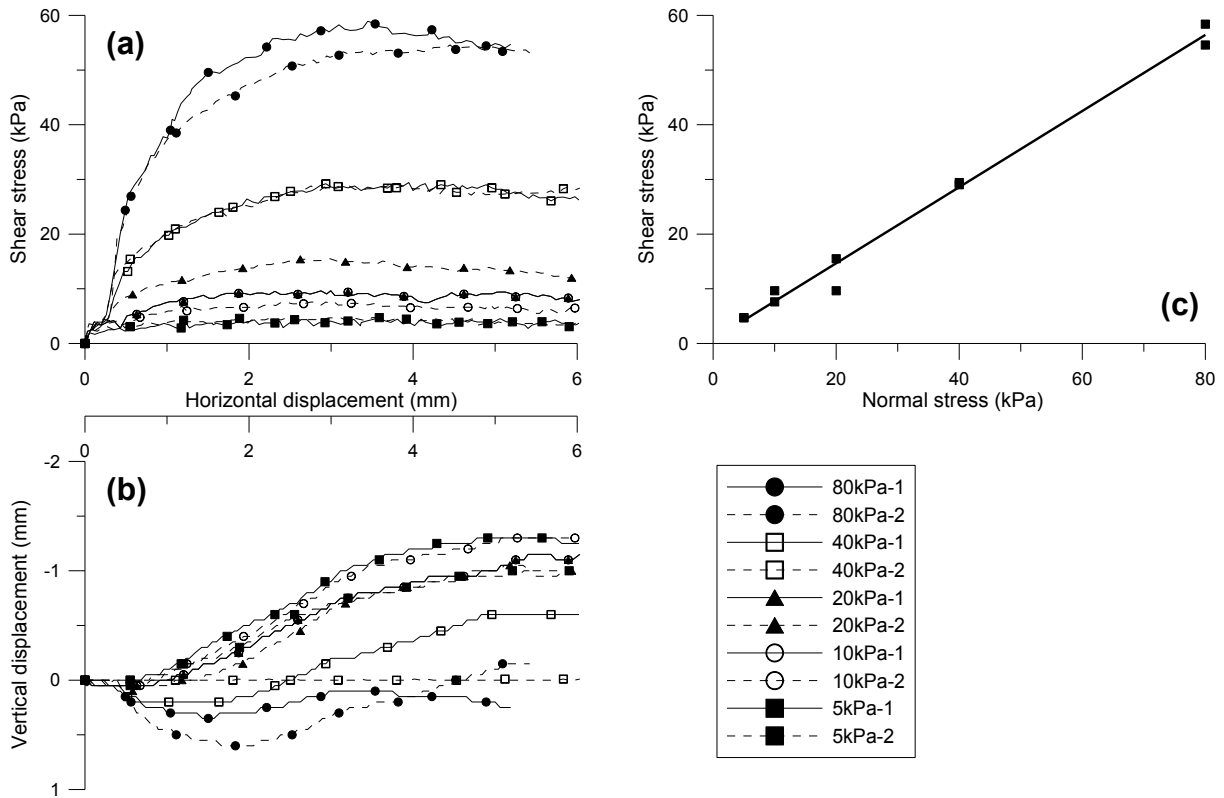 60
(a)
40
Shear stress (kPa)
20
0
0 2 4 6
Horizontal displacement (mm)
0 2 4 6
-2
(b)
-1
Vertical displacement (mm)
0
1
60
40
Shear stress (kPa)
20
(c)
0
0 20 40 60 80
Normal stress (kPa)
80kPa-1
80kPa-2
40kPa-1
40kPa-2
20kPa-1
20kPa-2
10kPa-1
10kPa-2
5kPa-1
5kPa-2